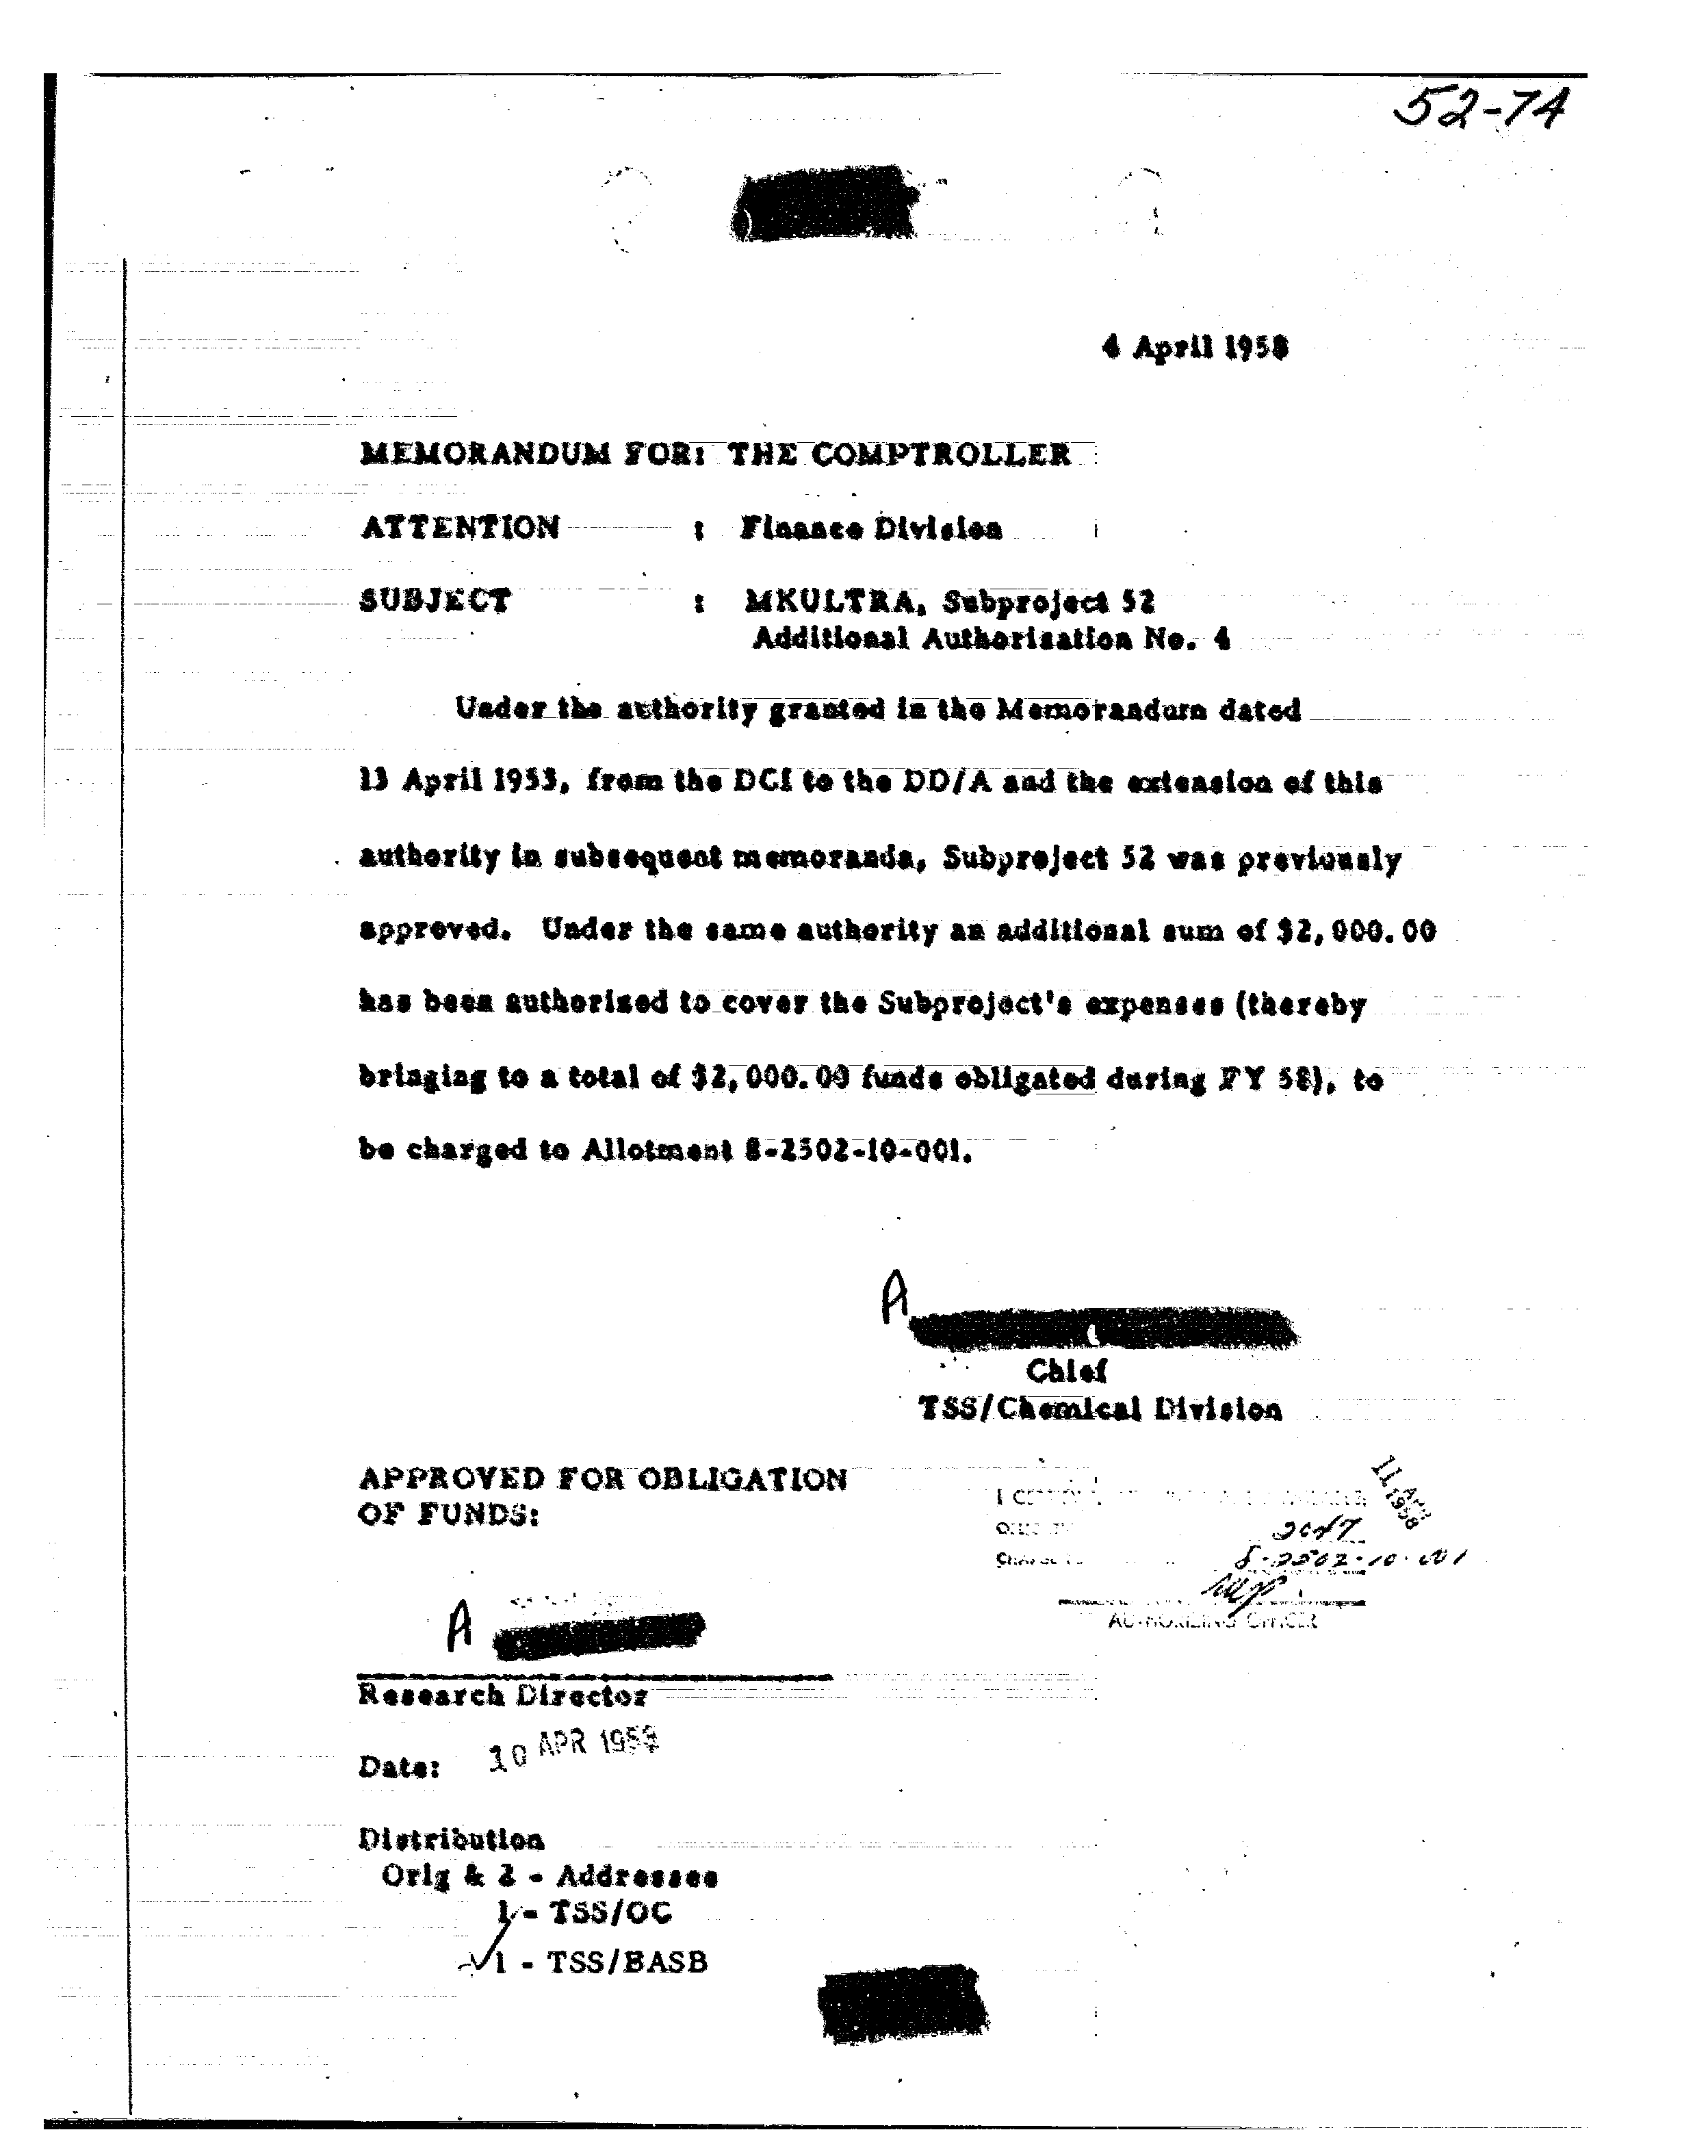 52-74
4 April 1958
MEMORANDUM FOR: THE COMPTROLLER
ATTENTION : Finance Division
SUBJECT : MKULTRA, Subproject 52
Additional Authorization No. 4
Under the authority granted in the Memorandum dated
13 April 1953, from the DCI to the DD/A and the extension of this
authority in subsequent memoranda, Subproject 52 was previously
approved. Under the same authority an additional sum of $2,000.00
has been authorized to cover the Subproject's expenses (thereby
bringing to a total of $2,000.00 funds obligated during FY 58), to
be charged to Allotment 8-2502-10-001.
A
Chief
TSS/Chemical Division
APPROVED FOR OBLIGATION
OF FUNDS:
11 APR 1958
8-2502-10-001
AUTHORIZING OFFICER
A
Research Director
Date: 10 APR 1958
Distribution
Orig & 2 - Addressee
1 - TSS/OC
1 - TSS/BASB